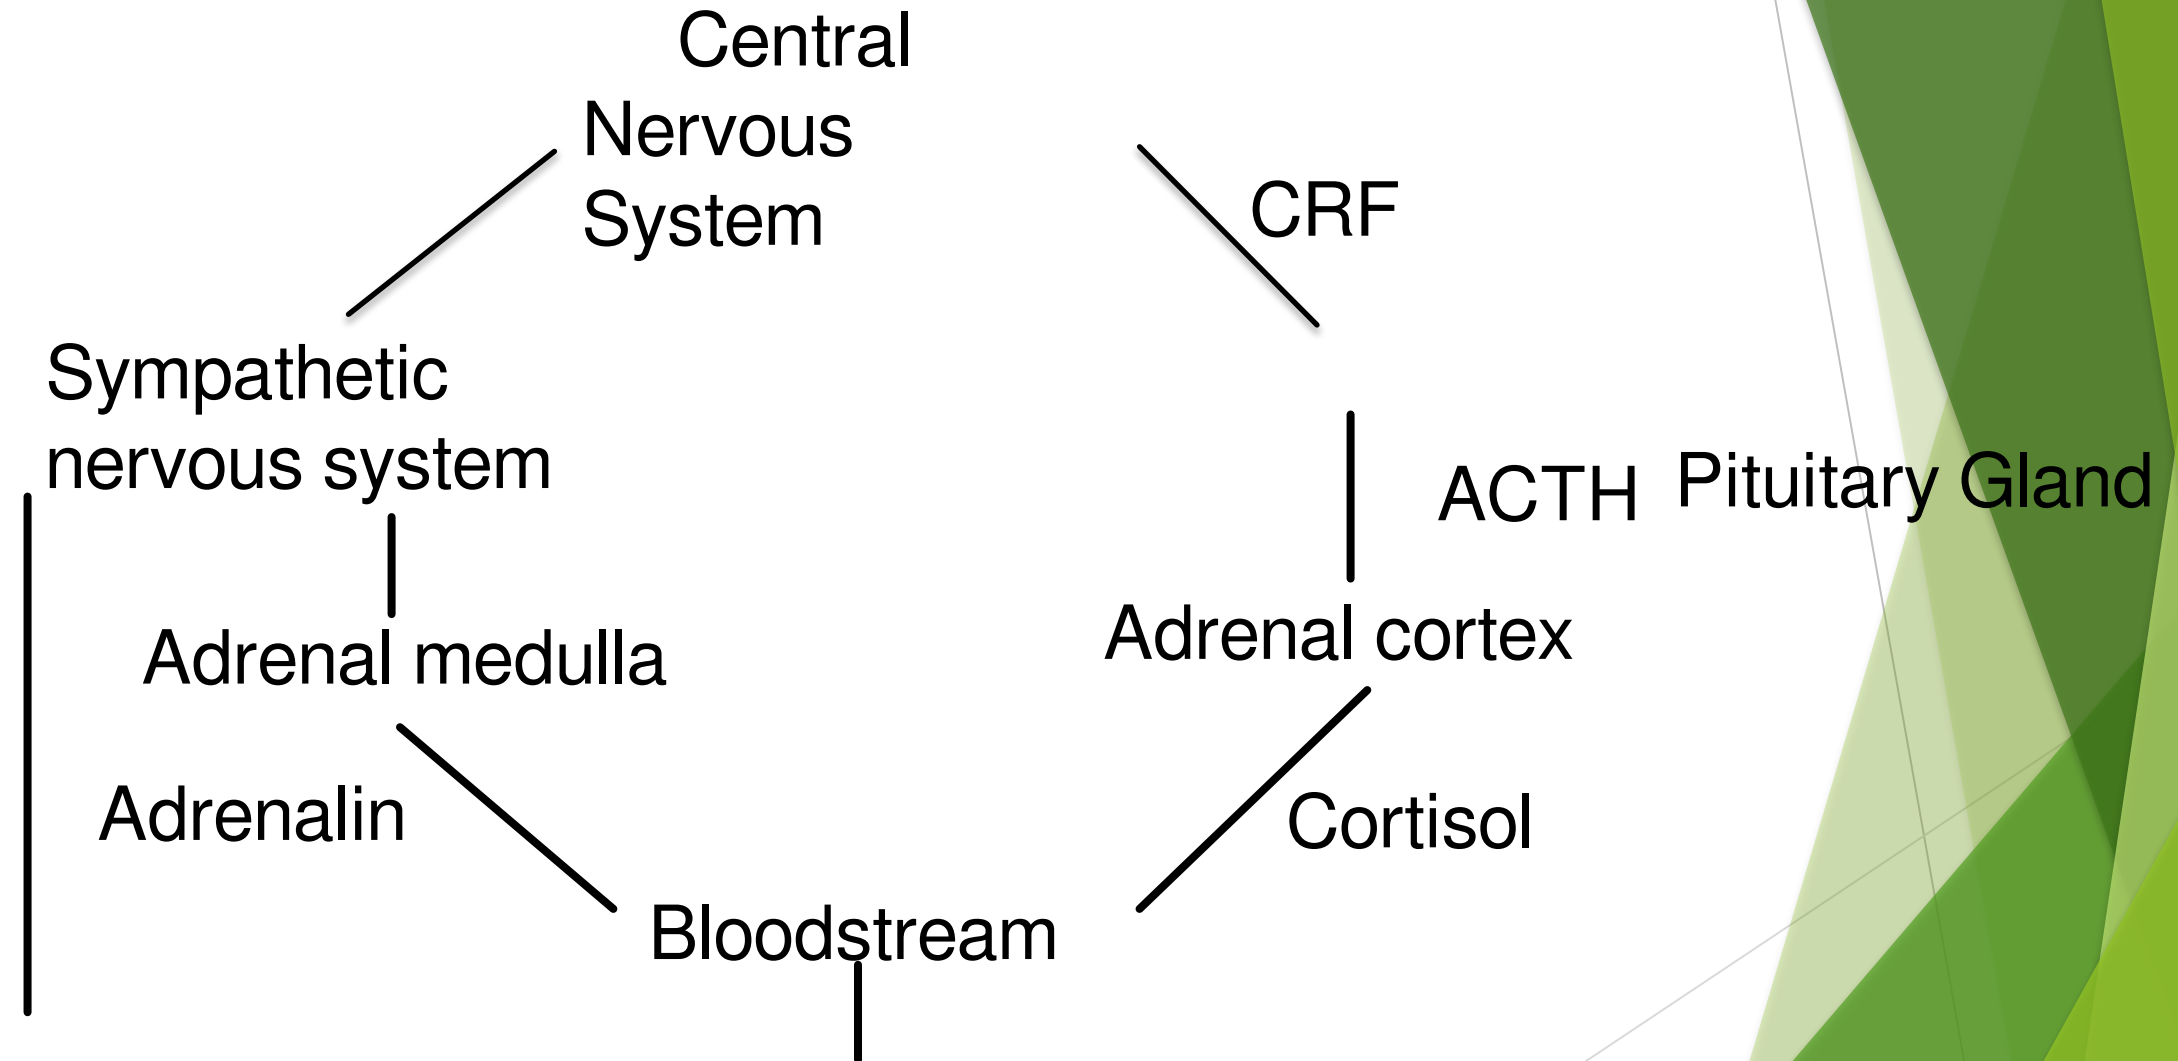 Central
Nervous
System
CRF
Sympathetic
nervous system
ACTH
Pituitary Gland
Adrenal medulla
Adrenal cortex
Adrenalin
Cortisol
Bloodstream